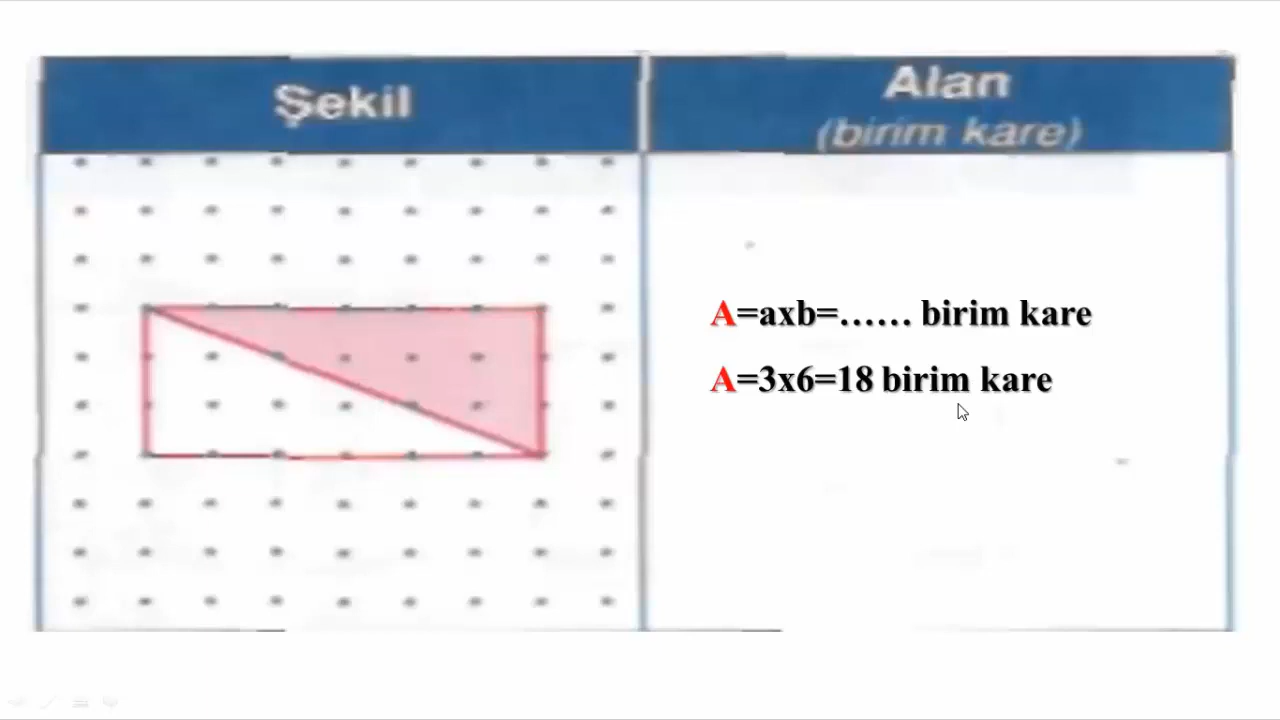 Şekil
Alan
(birim kare)
A=axb=…… birim kare
A=3x6=18 birim kare